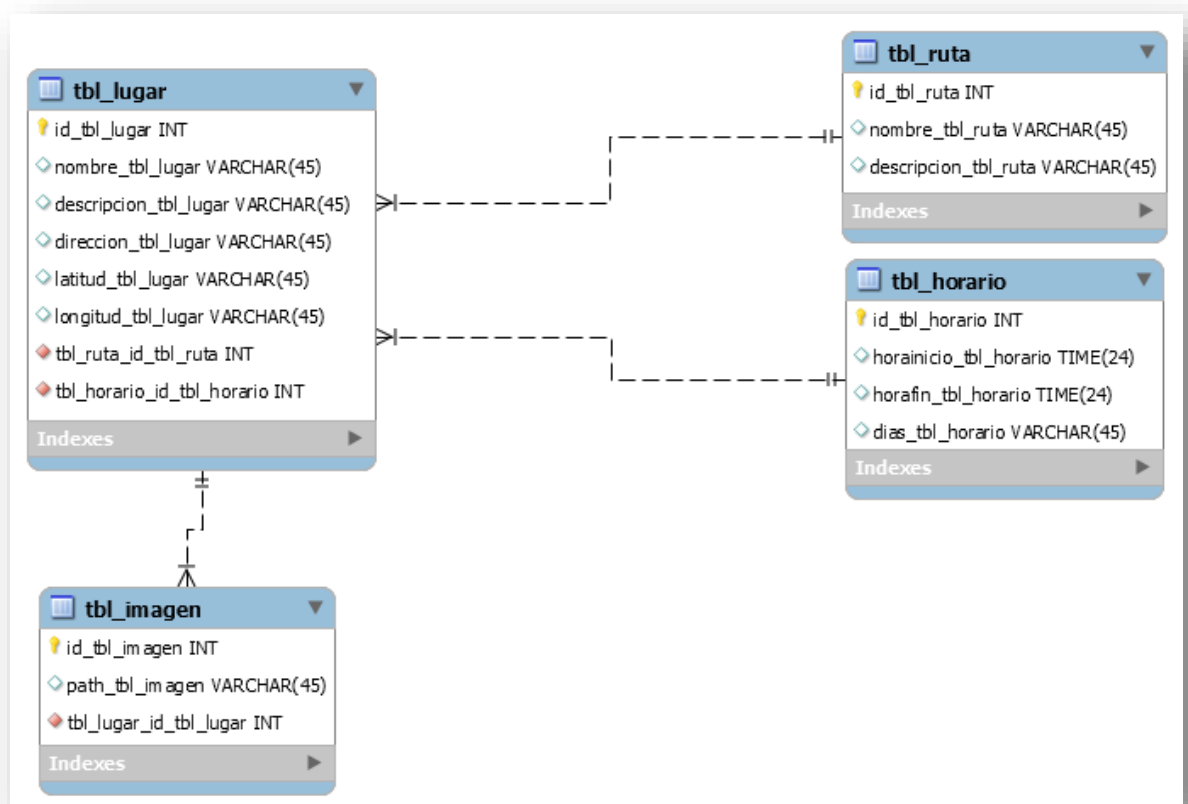 tbl_lugar
id_tbl_lugar INT
nombre_tbl_lugar VARCHAR(45)
descripcion_tbl_lugar VARCHAR(45)
direccion_tbl_lugar VARCHAR(45)
latitud_tbl_lugar VARCHAR(45)
longitud_tbl_lugar VARCHAR(45)
tbl_ruta_id_tbl_ruta INT
tbl_horario_id_tbl_horario INT
Indexes
tbl_ruta
id_tbl_ruta INT
nombre_tbl_ruta VARCHAR(45)
descripcion_tbl_ruta VARCHAR(45)
Indexes
tbl_horario
id_tbl_horario INT
horainicio_tbl_horario TIME(24)
horafin_tbl_horario TIME(24)
dias_tbl_horario VARCHAR(45)
Indexes
tbl_imagen
id_tbl_imagen INT
path_tbl_imagen VARCHAR(45)
tbl_lugar_id_tbl_lugar INT
Indexes